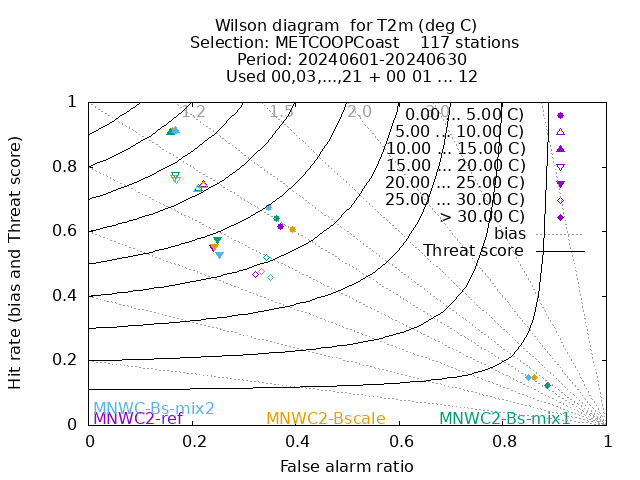 Wilson diagram  for T2m (deg C)
Selection: METCOOPCoast    117 stations
Period: 20240601-20240630
Used 00,03,...,21 + 00 01 ... 12
1.2 1.5 2.0 3.0
0.00 ... 5.00 C)
5.00 ... 10.00 C)
10.00 ... 15.00 C)
15.00 ... 20.00 C)
20.00 ... 25.00 C)
25.00 ... 30.00 C)
> 30.00 C)
bias
Threat score
Hit rate (bias and Threat score)
1
0.8
0.6
0.4
0.2
0
MNWC-Bs-mix2
MNWC2-ref MNWC2-Bscale MNWC2-Bs-mix1
0 0.2 0.4 0.6 0.8 1
False alarm ratio